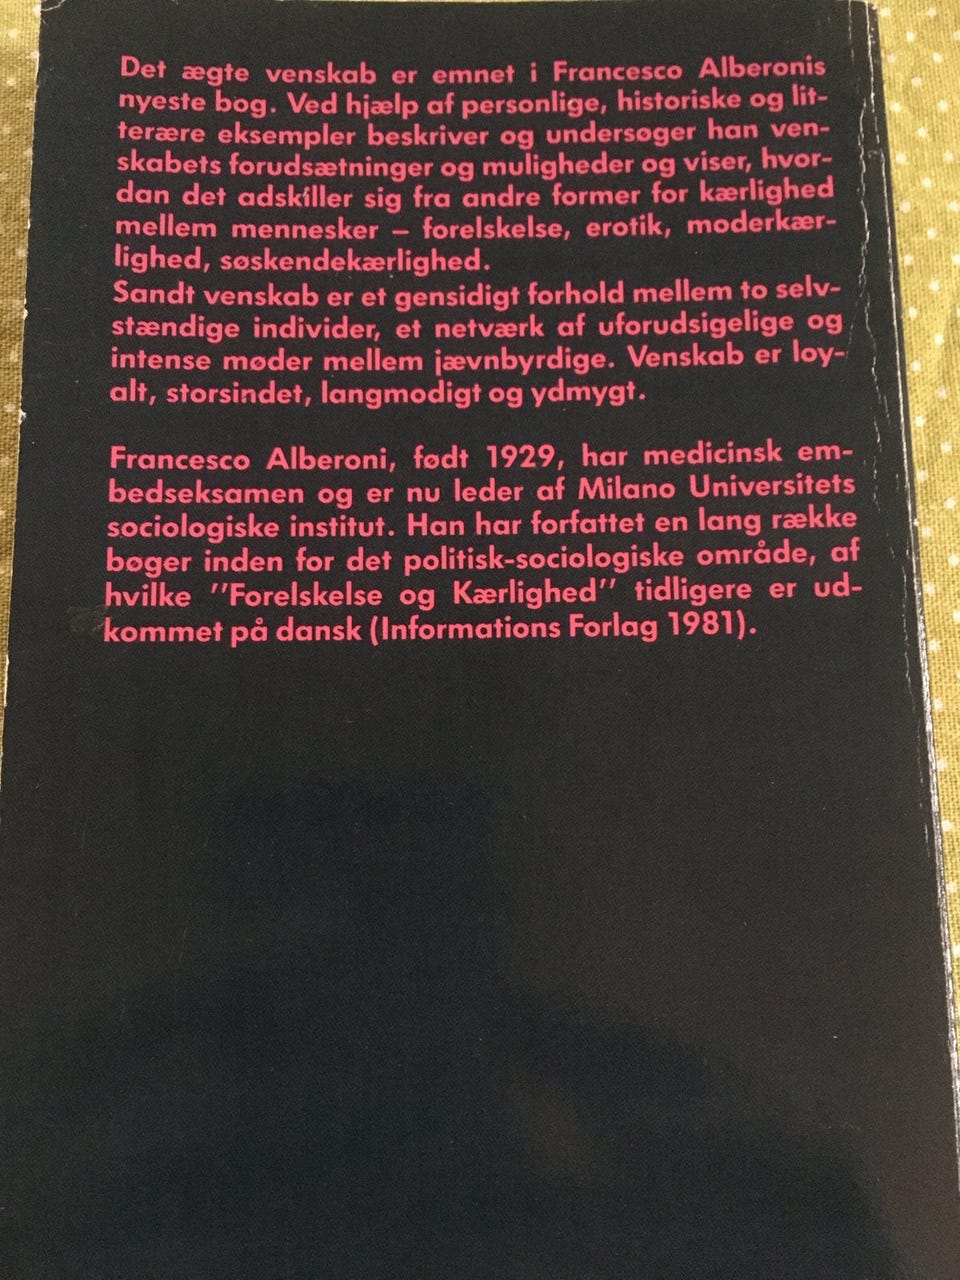 Det ægte venskab er emnet i Francesco Alberonis
nyeste bog. Ved hjælp af personlige, historiske og lit-
terære eksempler beskriver og undersøger han ven-
skabets forudsætninger og muligheder og viser, hvor-
dan det adskiller sig fra andre former for kærlighed
mellem mennesker – forelskelse, erotik, moderkær-
lighed, søskendekærlighed.
Sandt venskab er et gensidigt forhold mellem to selv-
stændige individer, et netværk af uforudsigelige og
intense møder mellem jævnbyrdige. Venskab er loy-
alt, storsindet, langmodigt og ydmygt.
Francesco Alberoni, født 1929, har medicinsk em-
bedseksamen og er nu leder af Milano Universitets
sociologiske institut. Han har forfattet en lang række
bøger inden for det politisk-sociologiske område, af
hvilke "Forelskelse og Kærlighed" tidligere er ud-
kommet på dansk (Informations Forlag 1981).